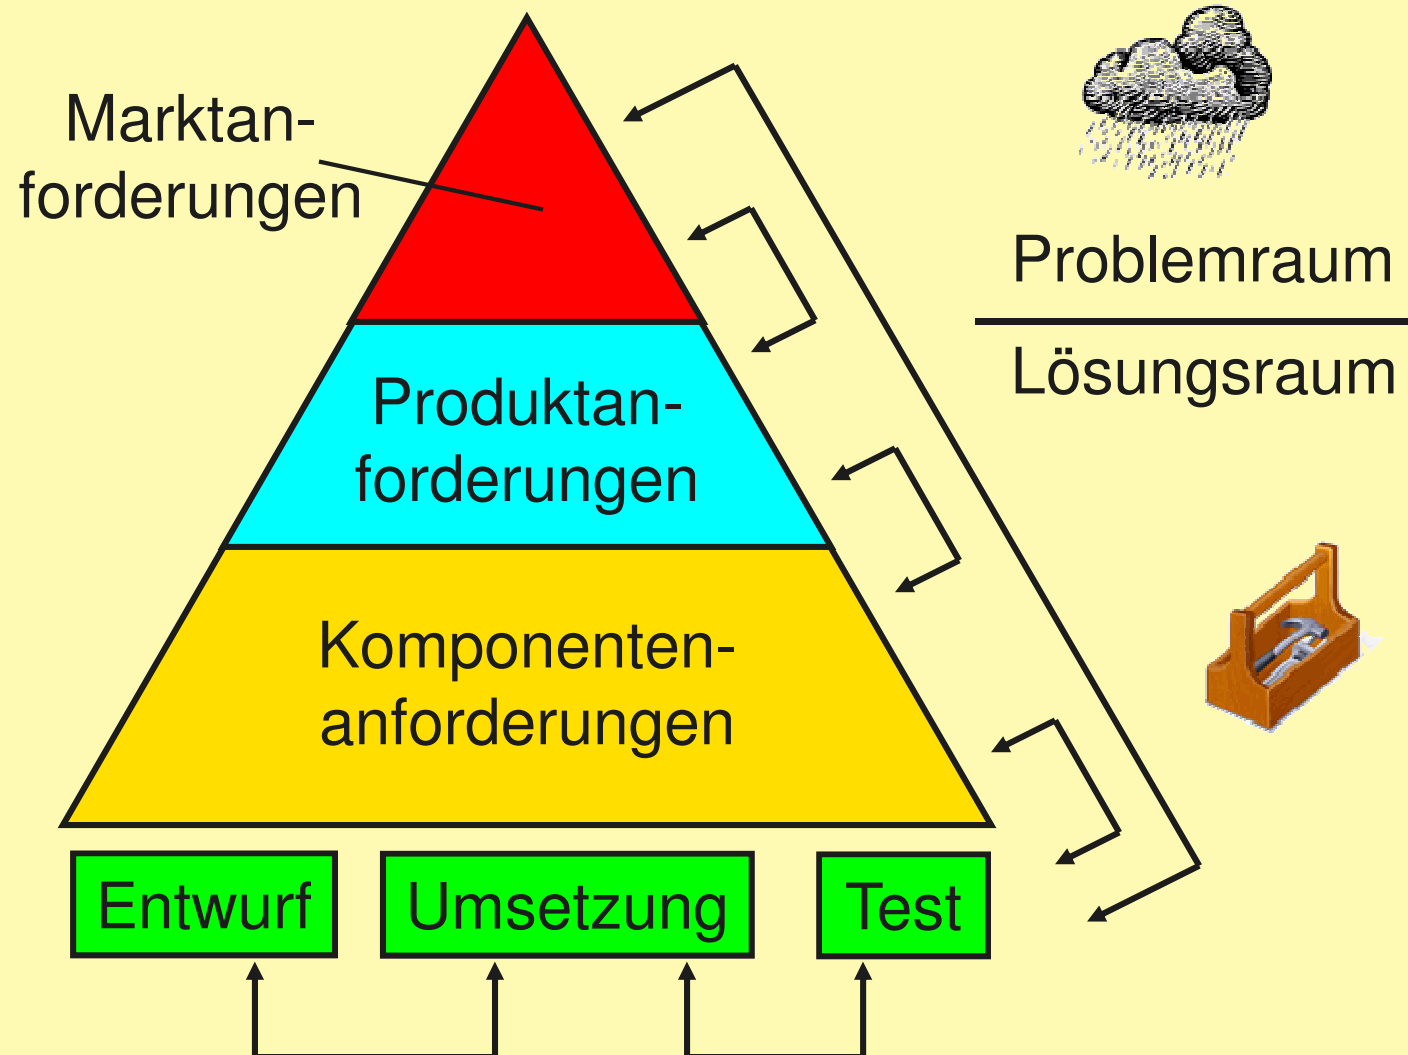 Marktan-
forderungen
Problemraum
Lösungsraum
Produktan-
forderungen
Komponenten-
anforderungen
Entwurf
Umsetzung
Test